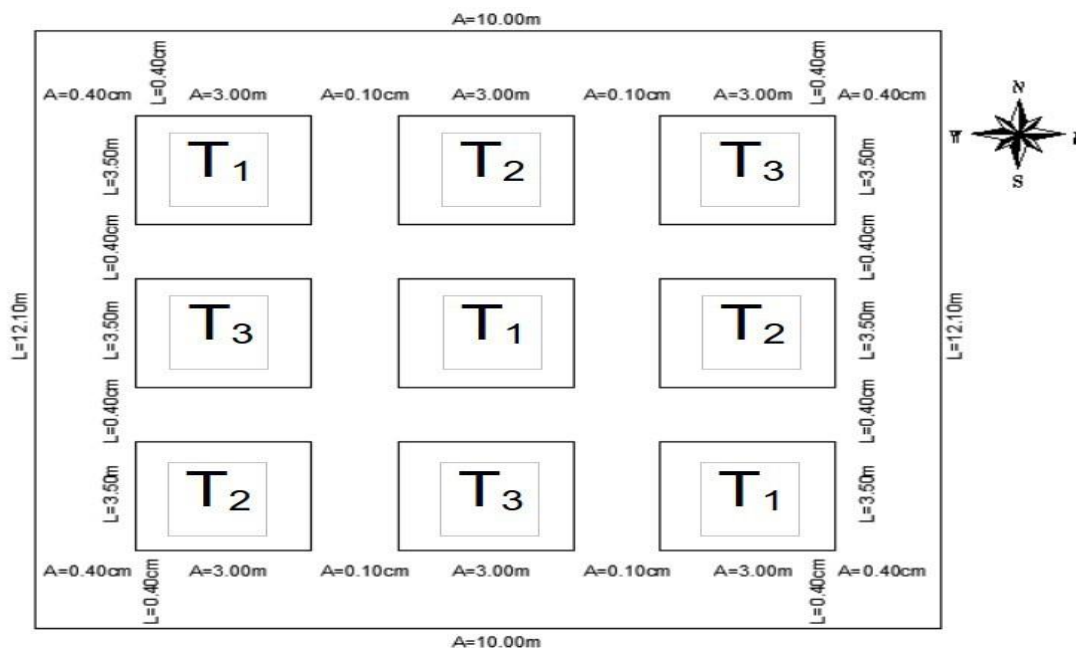 A=10.00m
L=0.40cm L=0.40cm
A=0.40cm A=3.00m A=0.10cm A=3.00m A=0.10cm A=3.00m A=0.40cm
N
W
S
L=3.50m T1 T2 T3 L=3.50m
L=0.40cm L=0.40cm
L=12.10m L=3.50m T3 T1 T2 L=3.50m L=12.10m
L=0.40cm L=0.40cm
L=3.50m T2 T3 T1 L=3.50m
A=0.40cm A=3.00m A=0.10cm A=3.00m A=0.10cm A=3.00m A=0.40cm
L=0.40cm L=0.40cm
A=10.00m